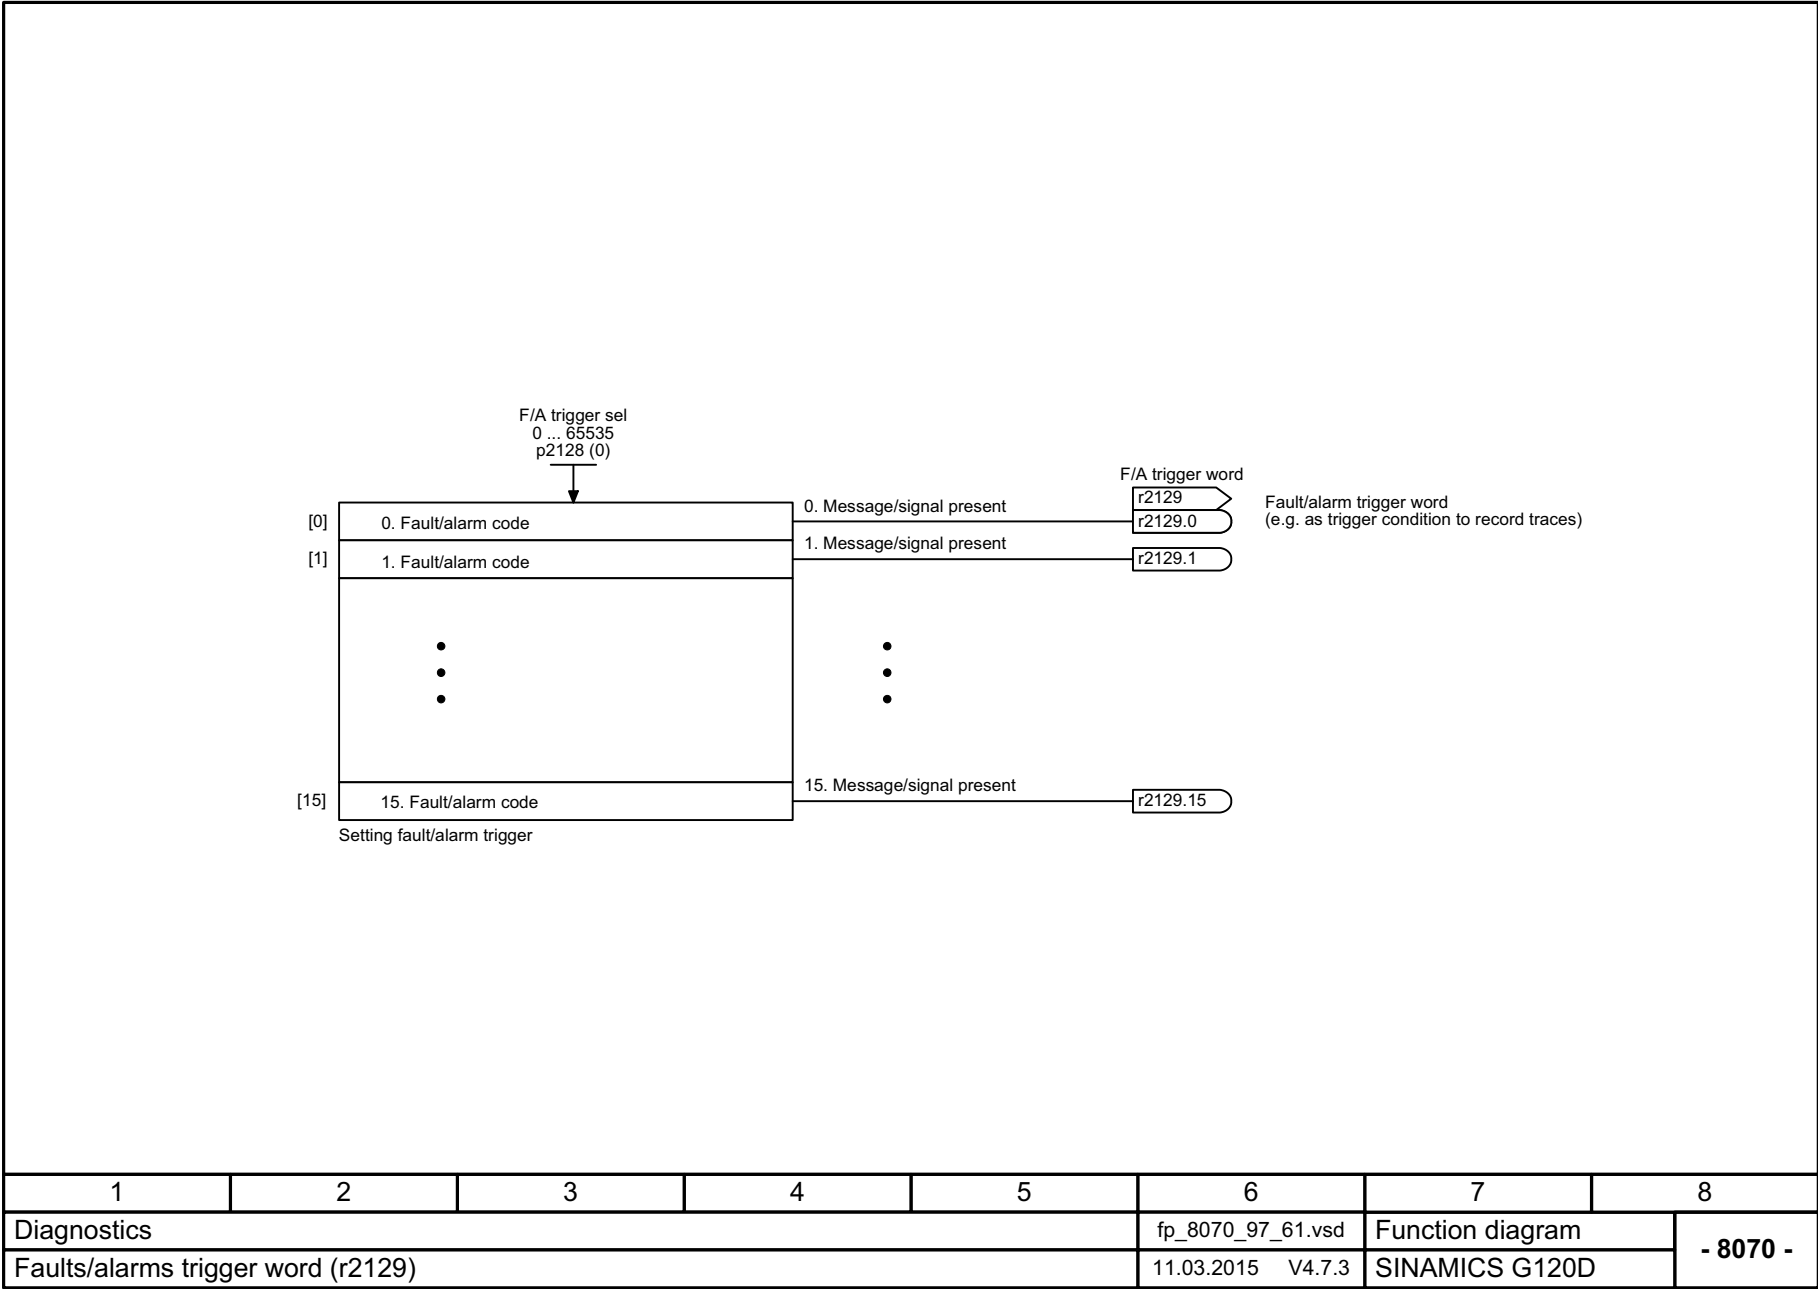 F/A trigger sel
0 ... 65535
p2128 (0)
F/A trigger word
r2129
Fault/alarm trigger word
(e.g. as trigger condition to record traces)
[0]
0. Fault/alarm code
0. Message/signal present
r2129.0
[1]
1. Fault/alarm code
1. Message/signal present
r2129.1
[15]
15. Fault/alarm code
15. Message/signal present
r2129.15
Setting fault/alarm trigger
1 2 3 4 5 6 7 8
Diagnostics
fp_8070_97_61.vsd
Function diagram
- 8070 -
Faults/alarms trigger word (r2129)
11.03.2015 V4.7.3
SINAMICS G120D